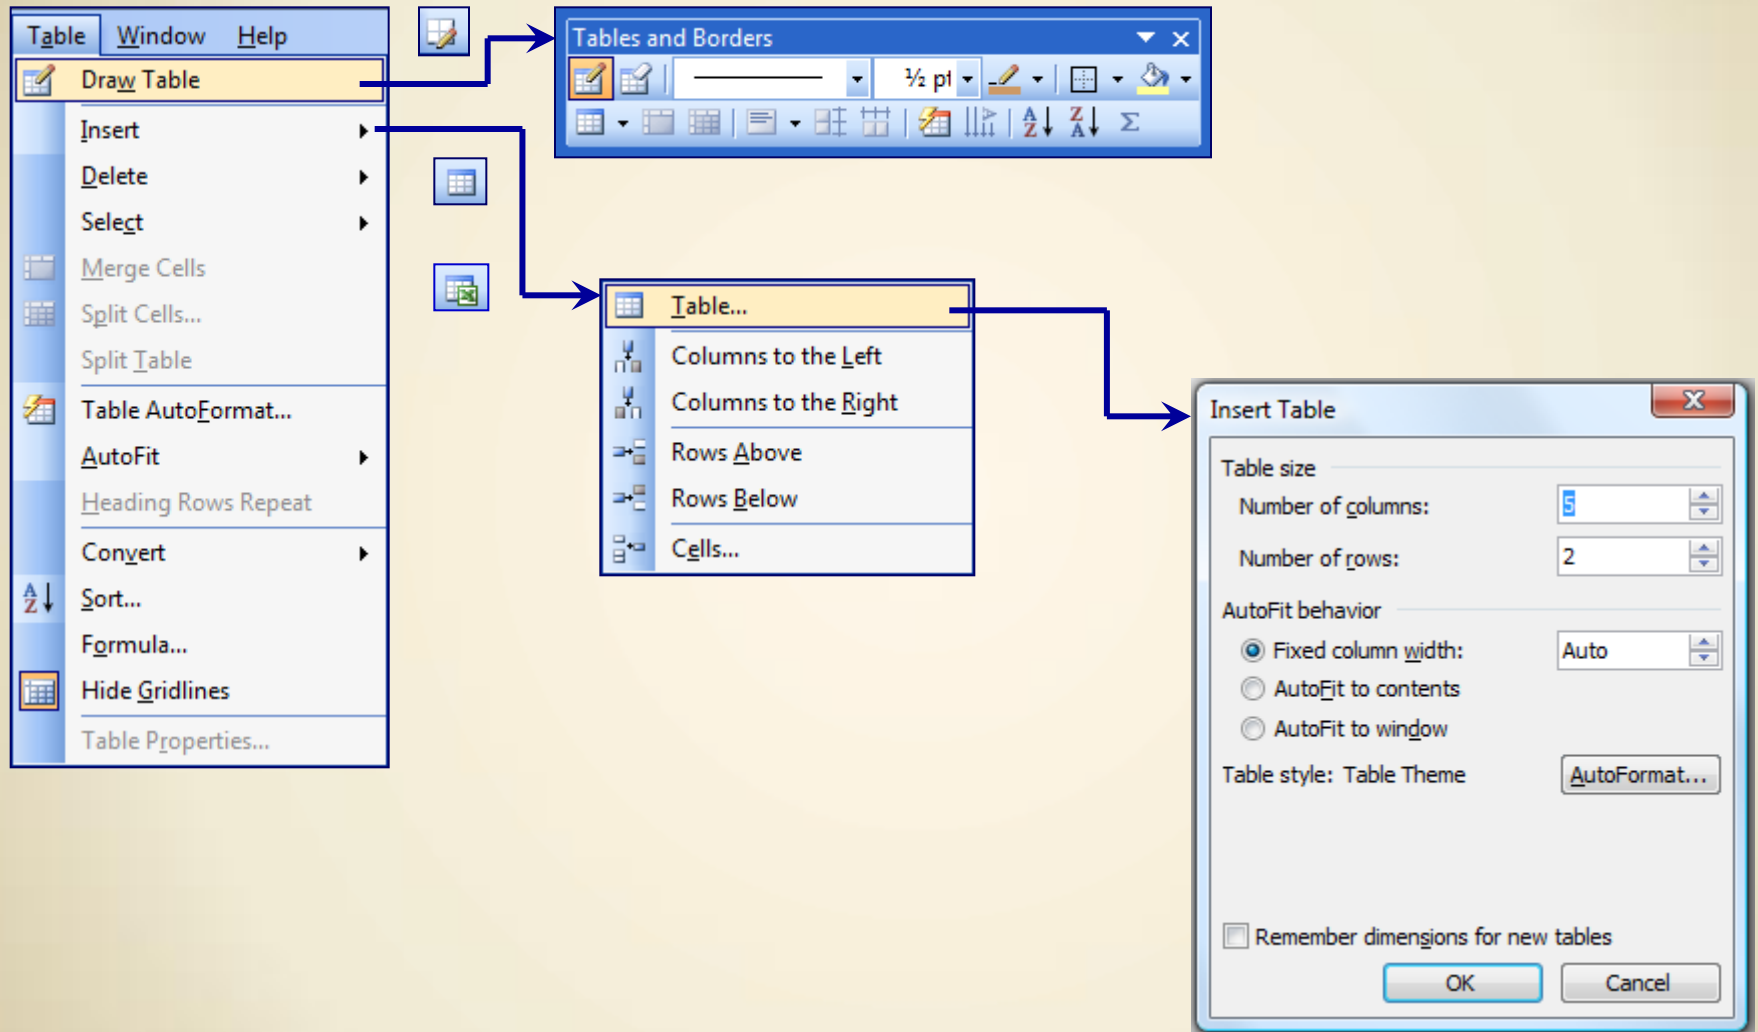 Table Window Help
Draw Table
Insert
Delete
Select
Merge Cells
Split Cells...
Split Table
Table AutoFormat...
AutoFit
Heading Rows Repeat
Convert
Sort...
Formula...
Hide Gridlines
Table Properties...
Tables and Borders
½ pt
Table...
Columns to the Left
Columns to the Right
Rows Above
Rows Below
Cells...
Insert Table
Table size
Number of columns: 5
Number of rows: 2
AutoFit behavior
Fixed column width: Auto
AutoFit to contents
AutoFit to window
Table style: Table Theme AutoFormat...
Remember dimensions for new tables
OK Cancel